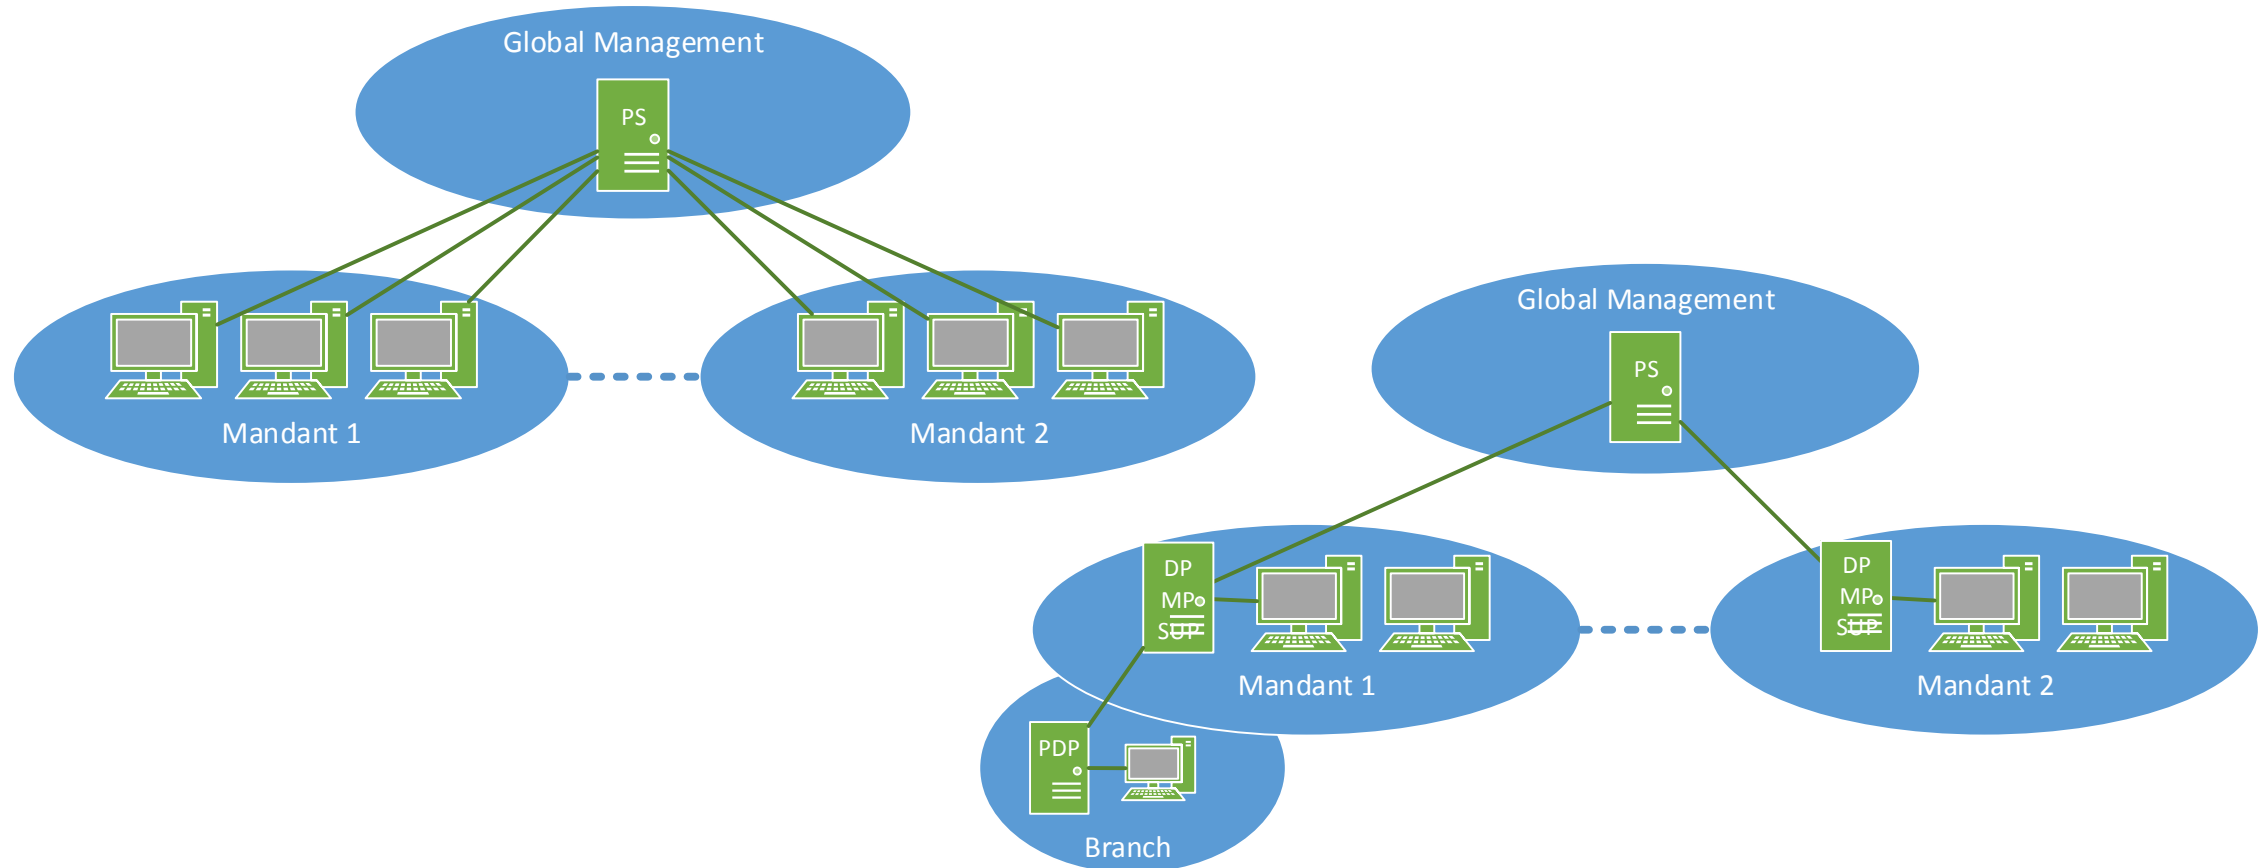 Global Management
PS
Mandant 1
Mandant 2
Global Management
PS
DP
MP
SUP
Mandant 1
DP
MP
SUP
Mandant 2
PDP
Branch